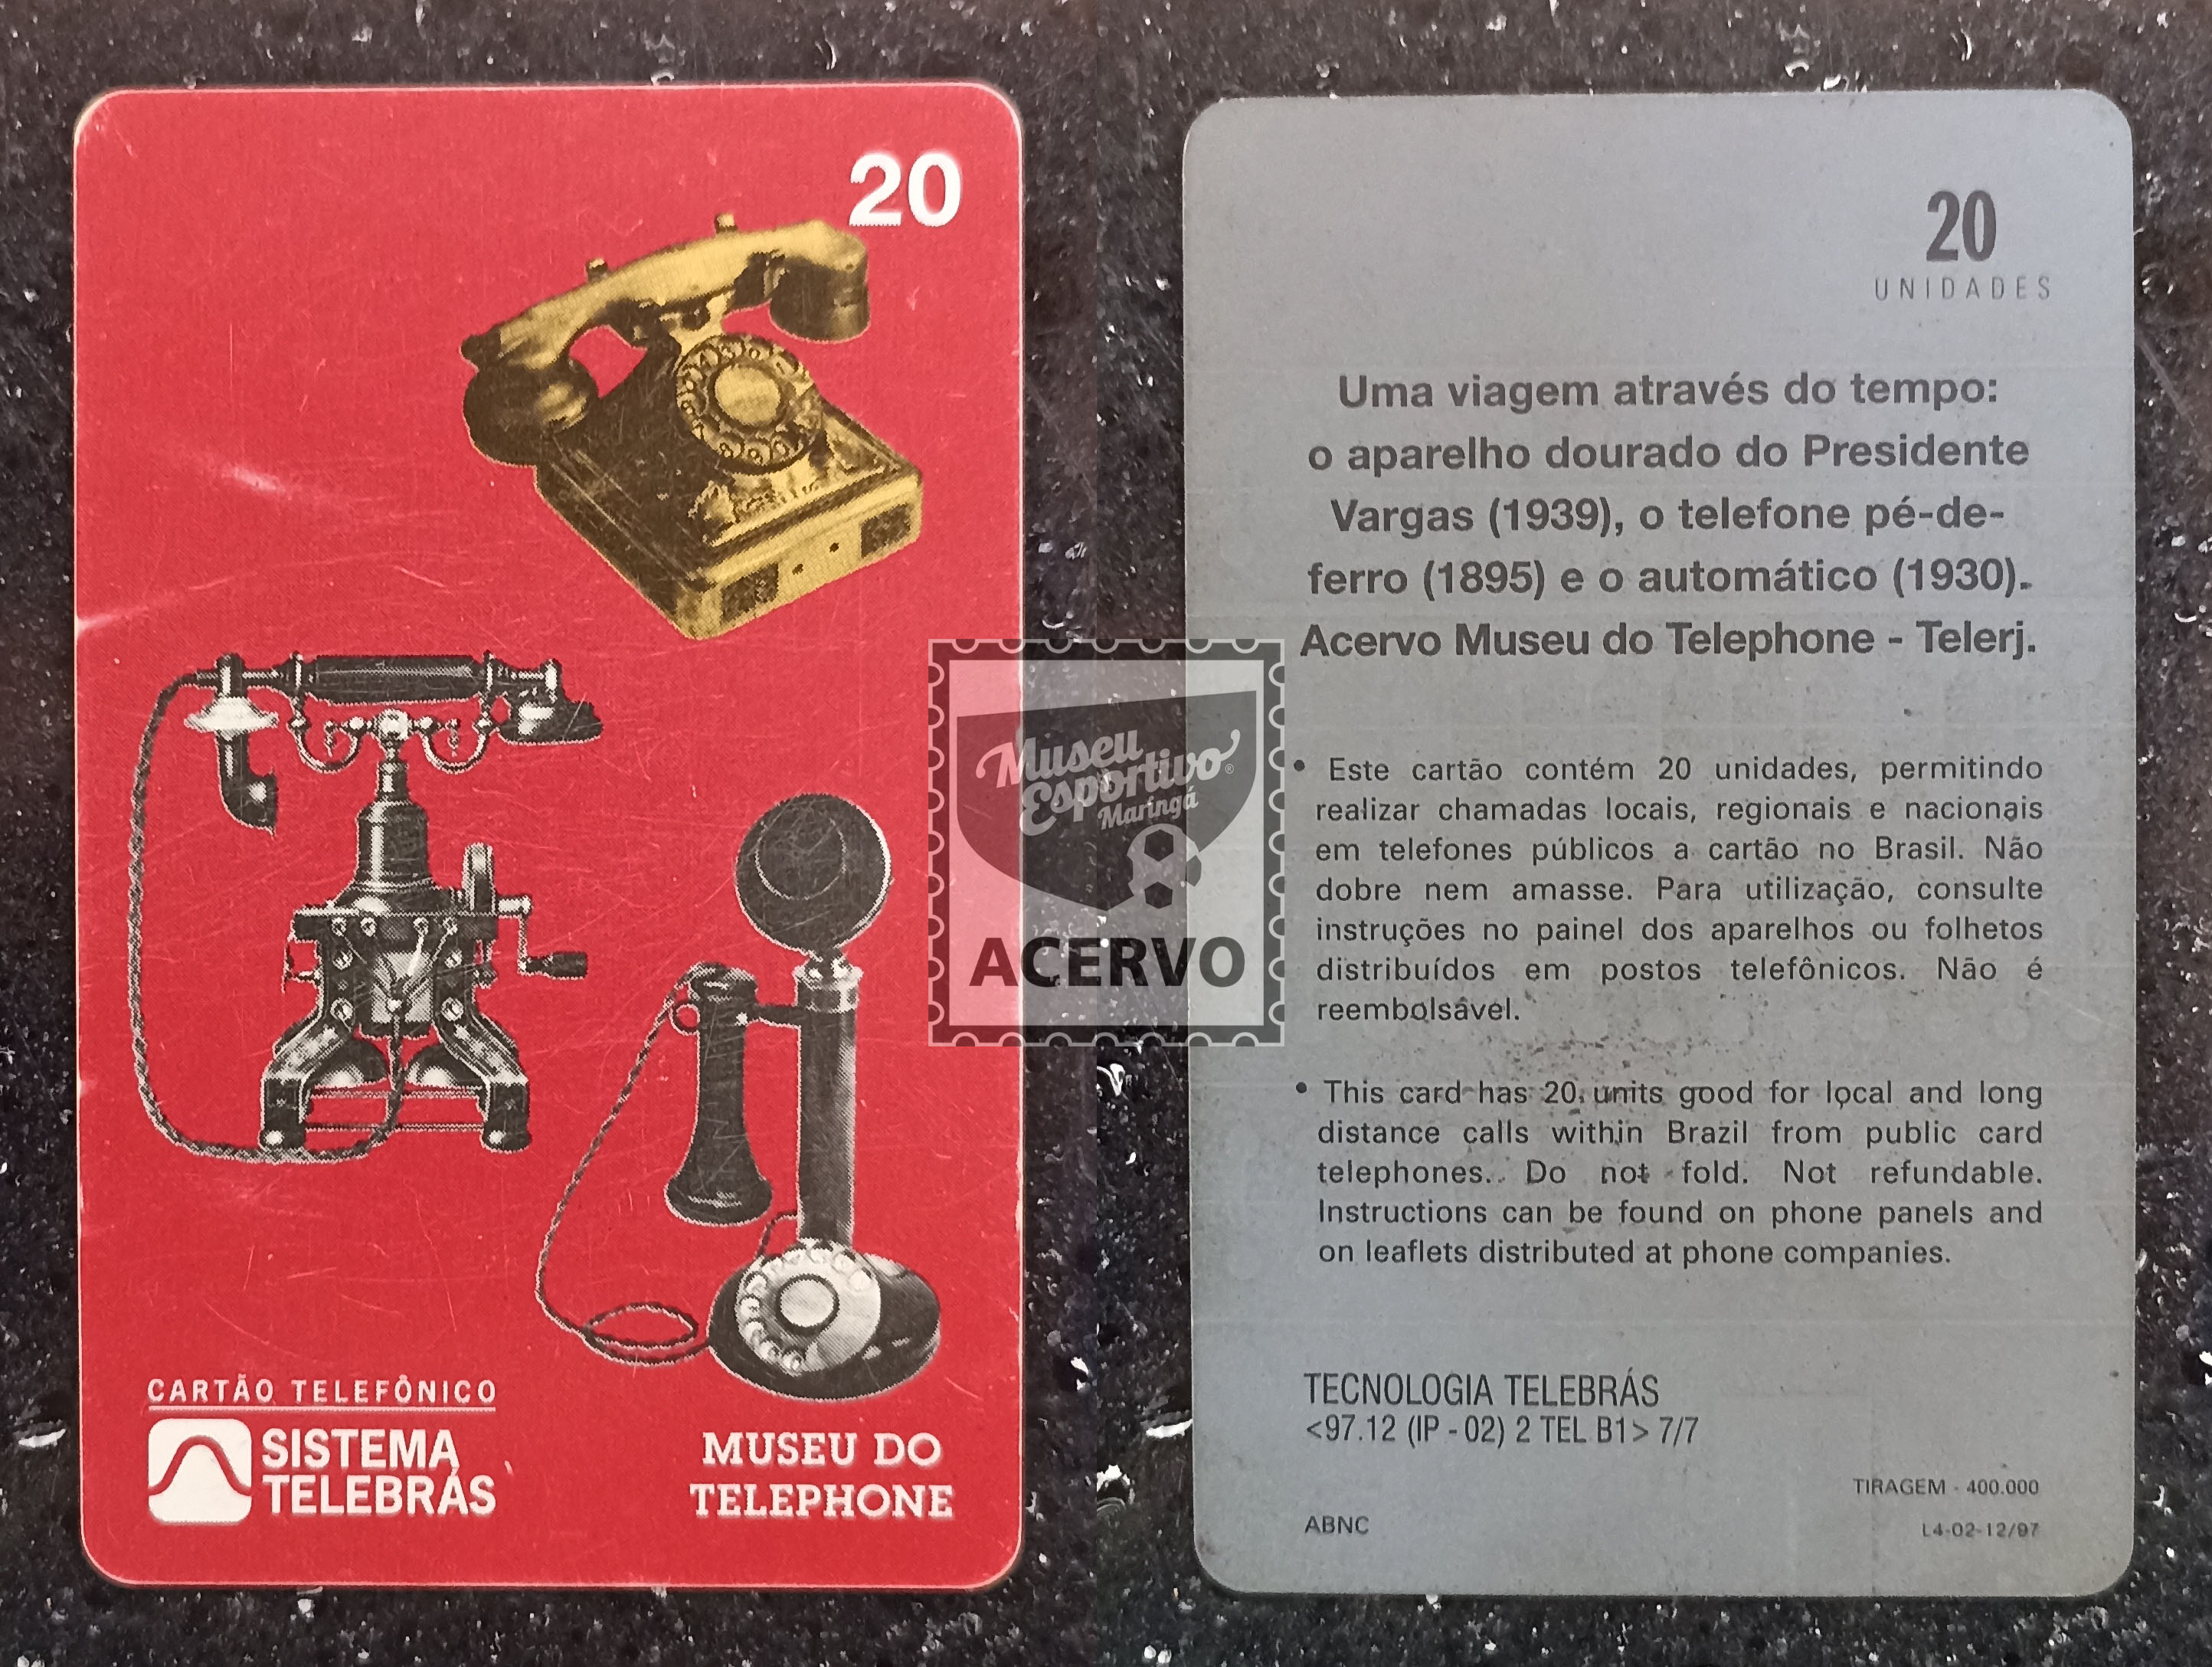 20
CARTÃO TELEFÔNICO
SISTEMA
TELEBRÁS
MUSEU DO
TELEPHONE
Museu
Esportivo®
Maringá
ACERVO
20
UNIDADES
Uma viagem através do tempo:
o aparelho dourado do Presidente
Vargas (1939), o telefone pé-de-
ferro (1895) e o automático (1930).
Acervo Museu do Telephone - Telerj.
• Este cartão contém 20 unidades, permitindo
realizar chamadas locais, regionais e nacionais
em telefones públicos a cartão no Brasil. Não
dobre nem amasse. Para utilização, consulte
instruções no painel dos aparelhos ou folhetos
distribuídos em postos telefônicos. Não é
reembolsável.
• This card has 20 units good for local and long
distance calls within Brazil from public card
telephones. Do not fold. Not refundable.
Instructions can be found on phone panels and
on leaflets distributed at phone companies.
TECNOLOGIA TELEBRÁS
<97.12 (IP - 02) 2 TEL B1> 7/7
TIRAGEM - 400.000
ABNC
L4-02-12/97